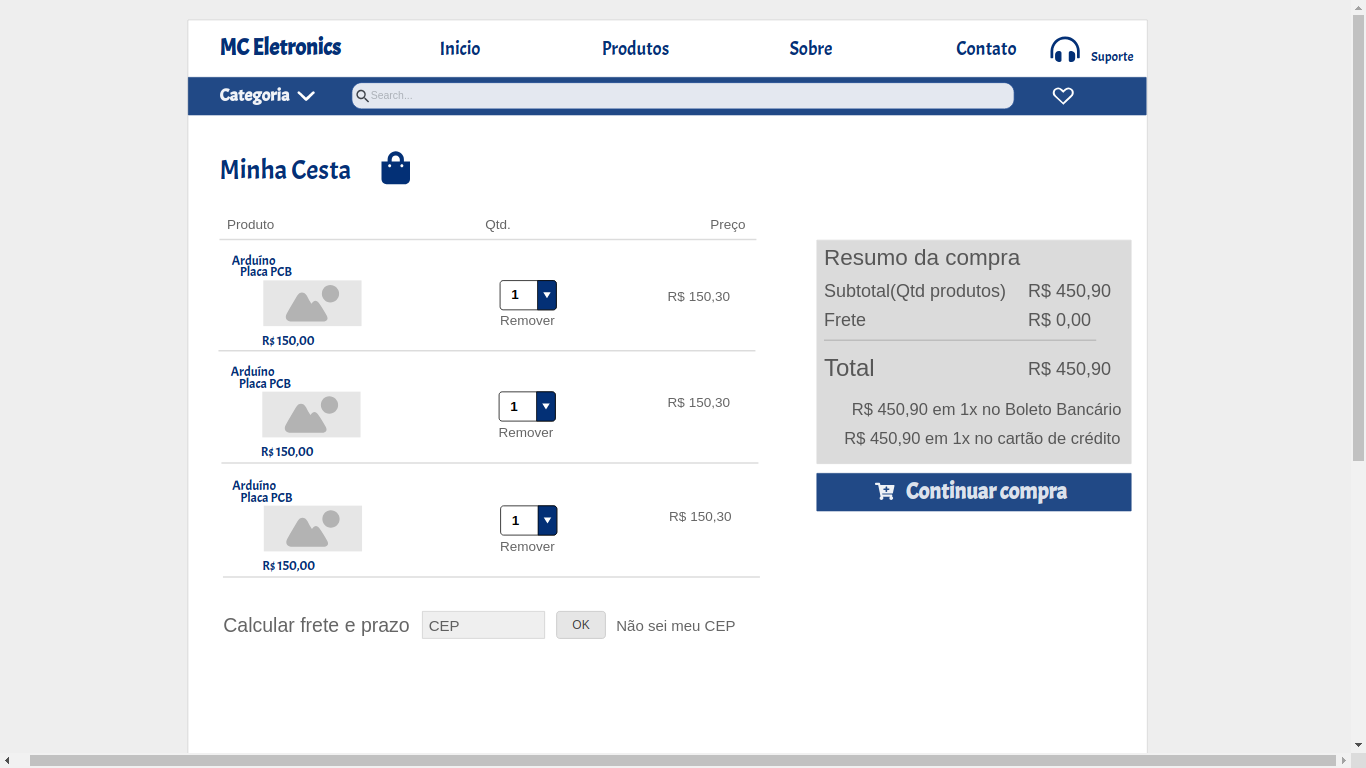 MC Eletronics
Inicio
Produtos
Sobre
Contato
Suporte
Categoria
Search...
Minha Cesta
Produto
Qtd.
Preço
Arduíno
Placa PCB
R$ 150,00
1
Remover
R$ 150,30
Arduíno
Placa PCB
R$ 150,00
1
Remover
R$ 150,30
Arduíno
Placa PCB
R$ 150,00
1
Remover
R$ 150,30
Resumo da compra
Subtotal(Qtd produtos) R$ 450,90
Frete R$ 0,00
Total R$ 450,90
R$ 450,90 em 1x no Boleto Bancário
R$ 450,90 em 1x no cartão de crédito
Continuar compra
Calcular frete e prazo
CEP
OK
Não sei meu CEP